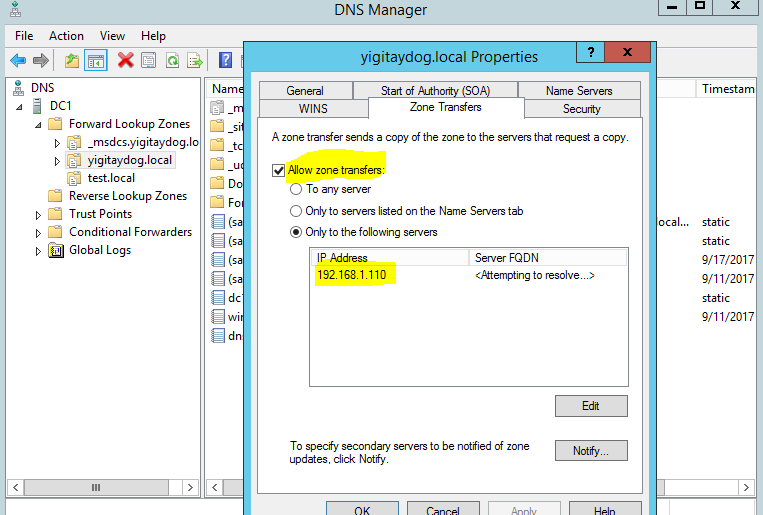 DNS Manager
File Action View Help
DNS
DC1
Forward Lookup Zones
_msdcs.yigitaydog.lo
yigitaydog.local
test.local
Reverse Lookup Zones
Trust Points
Conditional Forwarders
Global Logs
Name
_m
_sit
_tc
_uc
Do
For
(sa
(sa
(sa
(sa
dc1
win
dn
Timestam
local... static
static
9/17/2017
9/11/2017
static
9/11/2017
yigitaydog.local Properties
? x
General Start of Authority (SOA) Name Servers
WINS Zone Transfers Security
A zone transfer sends a copy of the zone to the servers that request a copy.
Allow zone transfers:
To any server
Only to servers listed on the Name Servers tab
Only to the following servers
IP Address Server FQDN
192.168.1.110 <Attempting to resolve...>
Edit
To specify secondary servers to be notified of zone
updates, click Notify.
Notify...
OK Cancel Apply Help